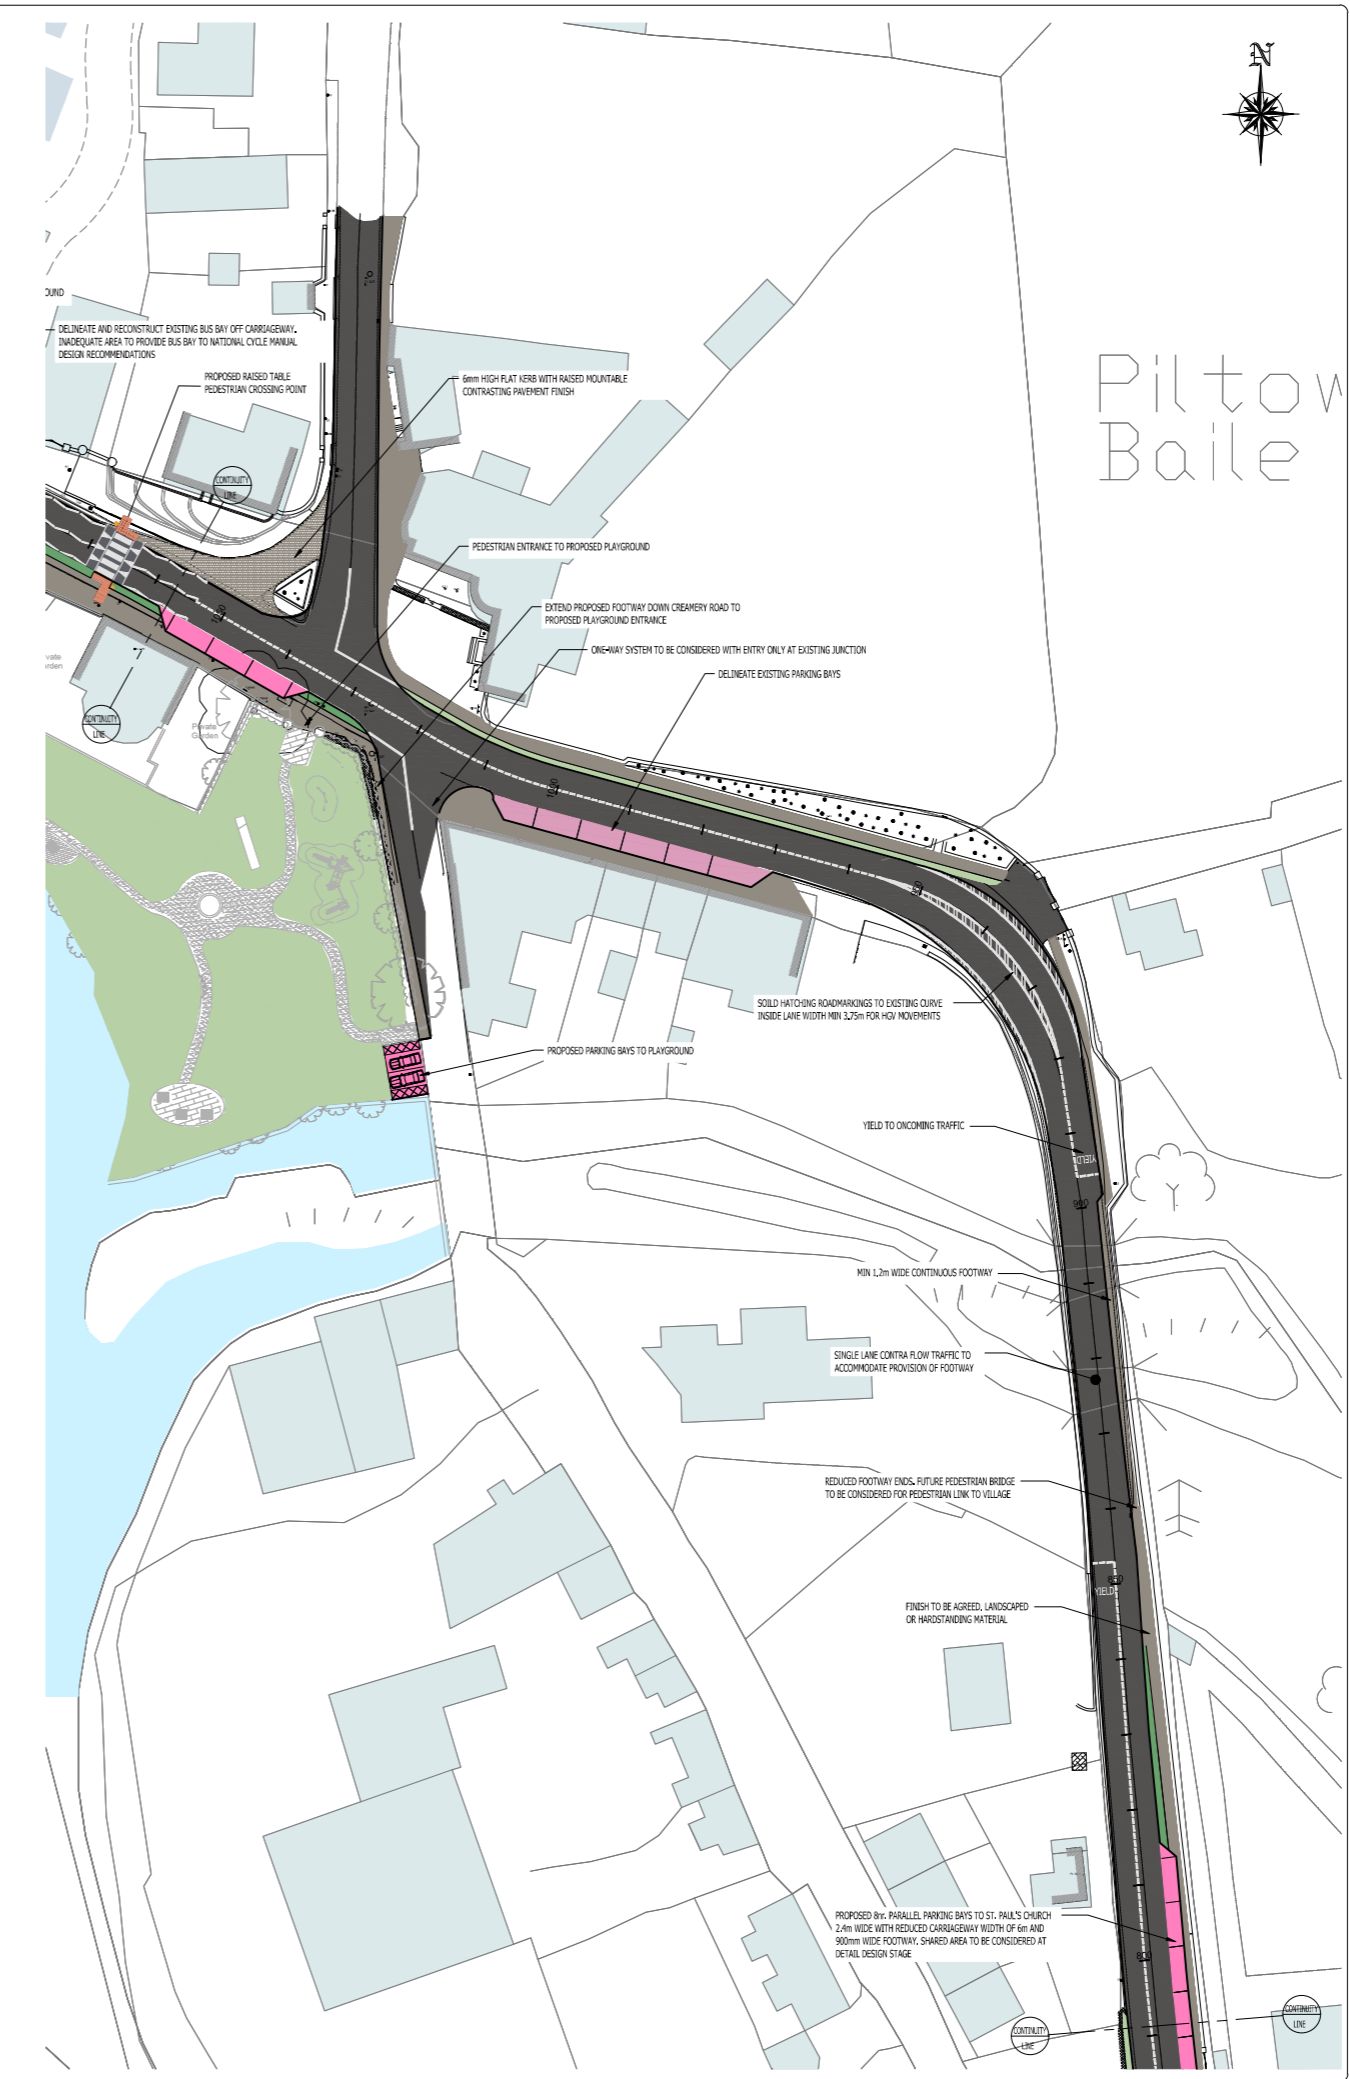 N
Piltow
Baile
OUND
DELINEATE AND RECONSTRUCT EXISTING BUS BAY OFF CARRIAGEWAY.
INADEQUATE AREA TO PROVIDE BUS BAY TO NATIONAL CYCLE MANUAL
DESIGN RECOMMENDATIONS
PROPOSED RAISED TABLE
PEDESTRIAN CROSSING POINT
6mm HIGH FLAT KERB WITH RAISED MOUNTABLE
CONTRASTING PAVEMENT FINISH
CONTINUITY
LINE
PEDESTRIAN ENTRANCE TO PROPOSED PLAYGROUND
EXTEND PROPOSED FOOTWAY DOWN CREAMERY ROAD TO
PROPOSED PLAYGROUND ENTRANCE
ONE-WAY SYSTEM TO BE CONSIDERED WITH ENTRY ONLY AT EXISTING JUNCTION
DELINEATE EXISTING PARKING BAYS
vate
arden
CONTINUITY
LINE
Private
Garden
SOILD HATCHING ROADMARKINGS TO EXISTING CURVE
INSIDE LANE WIDTH MIN 3.75m FOR HGV MOVEMENTS
PROPOSED PARKING BAYS TO PLAYGROUND
YIELD TO ONCOMING TRAFFIC
YIELD
MIN 1.2m WIDE CONTINUOUS FOOTWAY
SINGLE LANE CONTRA FLOW TRAFFIC TO
ACCOMMODATE PROVISION OF FOOTWAY
REDUCED FOOTWAY ENDS. FUTURE PEDESTRIAN BRIDGE
TO BE CONSIDERED FOR PEDESTRIAN LINK TO VILLAGE
YIELD
FINISH TO BE AGREED. LANDSCAPED
OR HARDSTANDING MATERIAL
PROPOSED 8nr. PARALLEL PARKING BAYS TO ST. PAUL'S CHURCH
2.4m WIDE WITH REDUCED CARRIAGEWAY WIDTH OF 6m AND
900mm WIDE FOOTWAY. SHARED AREA TO BE CONSIDERED AT
DETAIL DESIGN STAGE
800
CONTINUITY
LINE
CONTINUITY
LINE